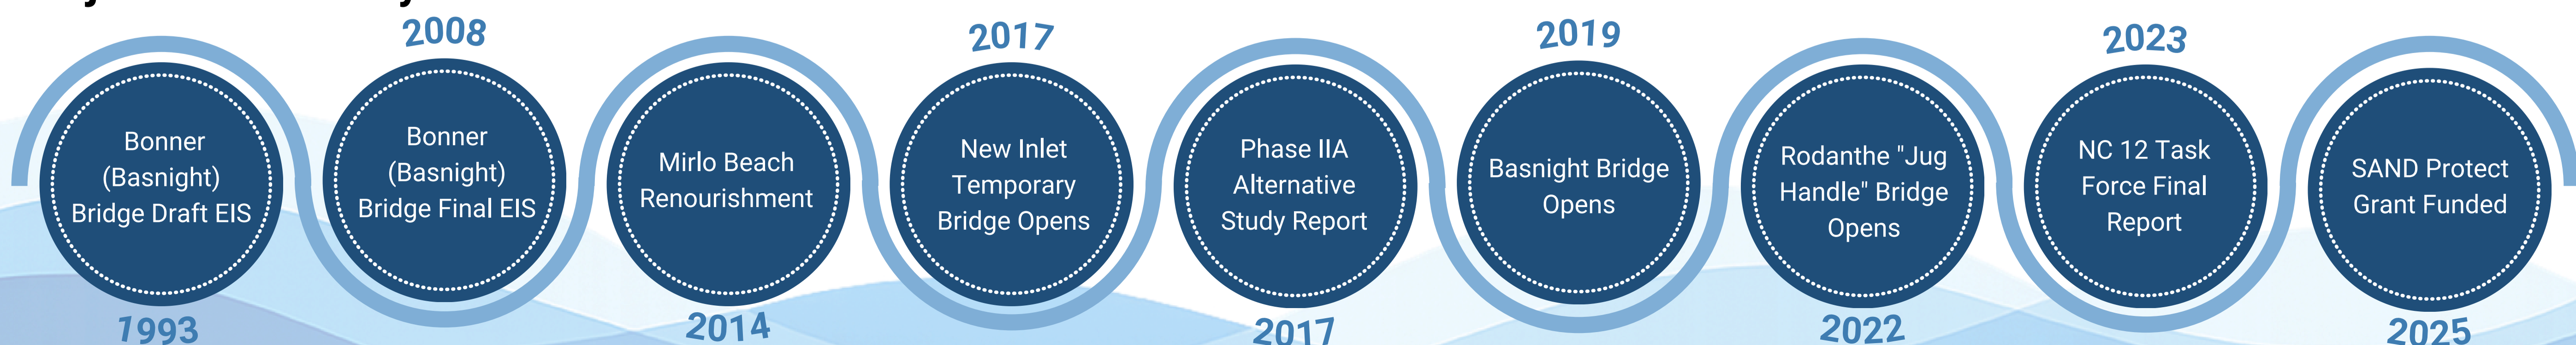 1993
Bonner
(Basnight)
Bridge Draft EIS
2008
Bonner
(Basnight)
Bridge Final EIS
2014
Mirlo Beach
Renourishment
2017
New Inlet
Temporary
Bridge Opens
2017
Phase IIA
Alternative
Study Report
2019
Basnight Bridge
Opens
2022
Rodanthe "Jug
Handle" Bridge
Opens
2023
NC 12 Task
Force Final
Report
2025
SAND Protect
Grant Funded